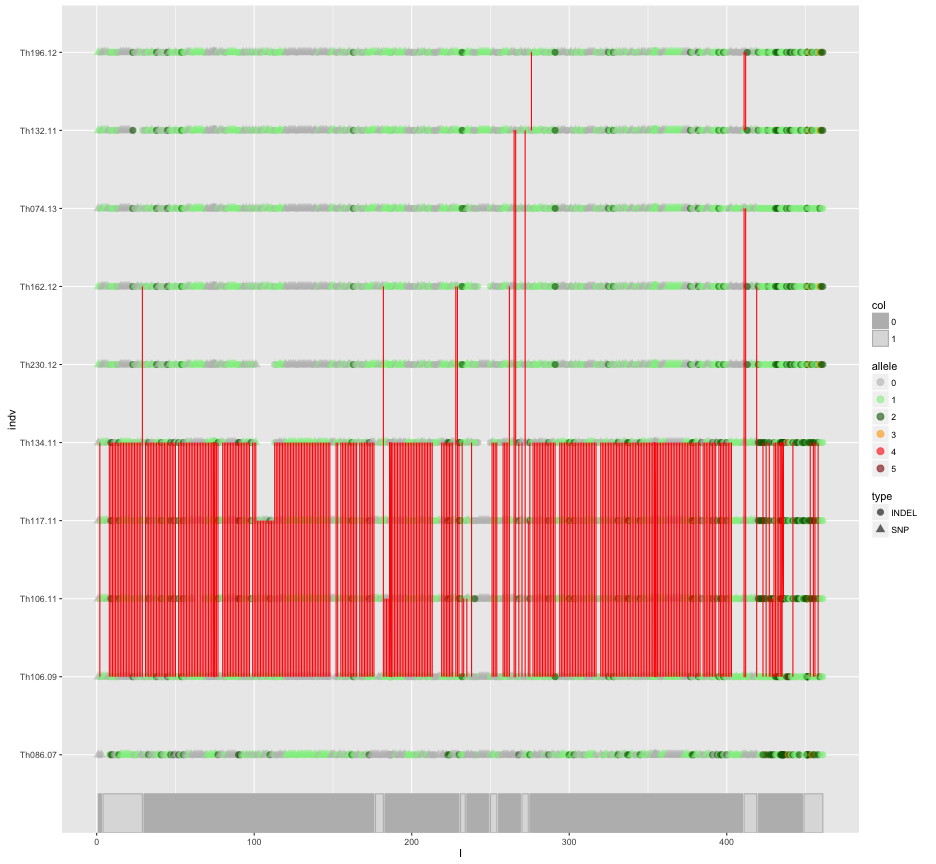 Th196.12
Th132.11
Th074.13
Th162.12
Th230.12
Th134.11
Th117.11
Th106.11
Th106.09
Th086.07
indv
0 100 200 300 400
I
col
0
1
allele
0
1
2
3
4
5
type
INDEL
SNP